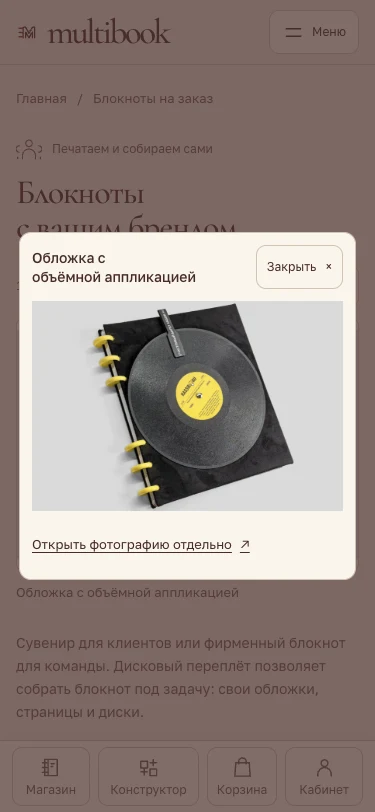 multibook
Меню
Главная / Блокноты на заказ
Печатаем и собираем сами
Блокноты
с вашим брендом
Обложка с
объёмной аппликацией
Закрыть ×
Открыть фотографию отдельно ↗
Обложка с объёмной аппликацией
Сувенир для клиентов или фирменный блокнот
для команды. Дисковый переплёт позволяет
собрать блокнот под задачу: свои обложки,
страницы и диски.
Магазин
Конструктор
Корзина
Кабинет